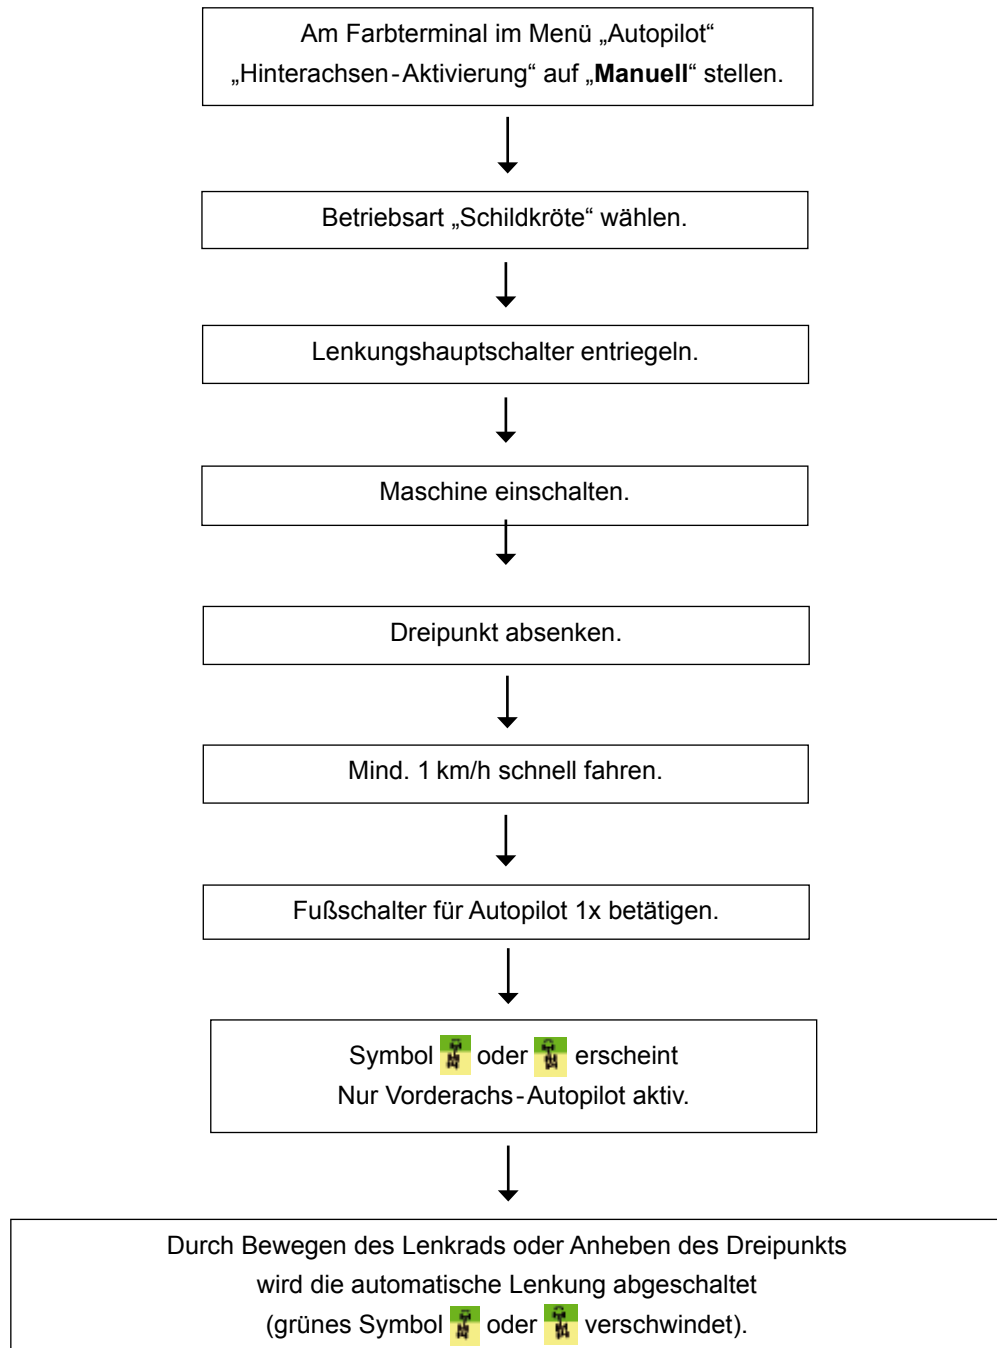 Am Farbterminal im Menü „Autopilot“
„Hinterachsen-Aktivierung“ auf „Manuell“ stellen.
Betriebsart „Schildkröte“ wählen.
Lenkungshauptschalter entriegeln.
Maschine einschalten.
Dreipunkt absenken.
Mind. 1 km/h schnell fahren.
Fußschalter für Autopilot 1x betätigen.
Symbol oder erscheint
Nur Vorderachs-Autopilot aktiv.
Durch Bewegen des Lenkrads oder Anheben des Dreipunkts
wird die automatische Lenkung abgeschaltet
(grünes Symbol oder verschwindet).